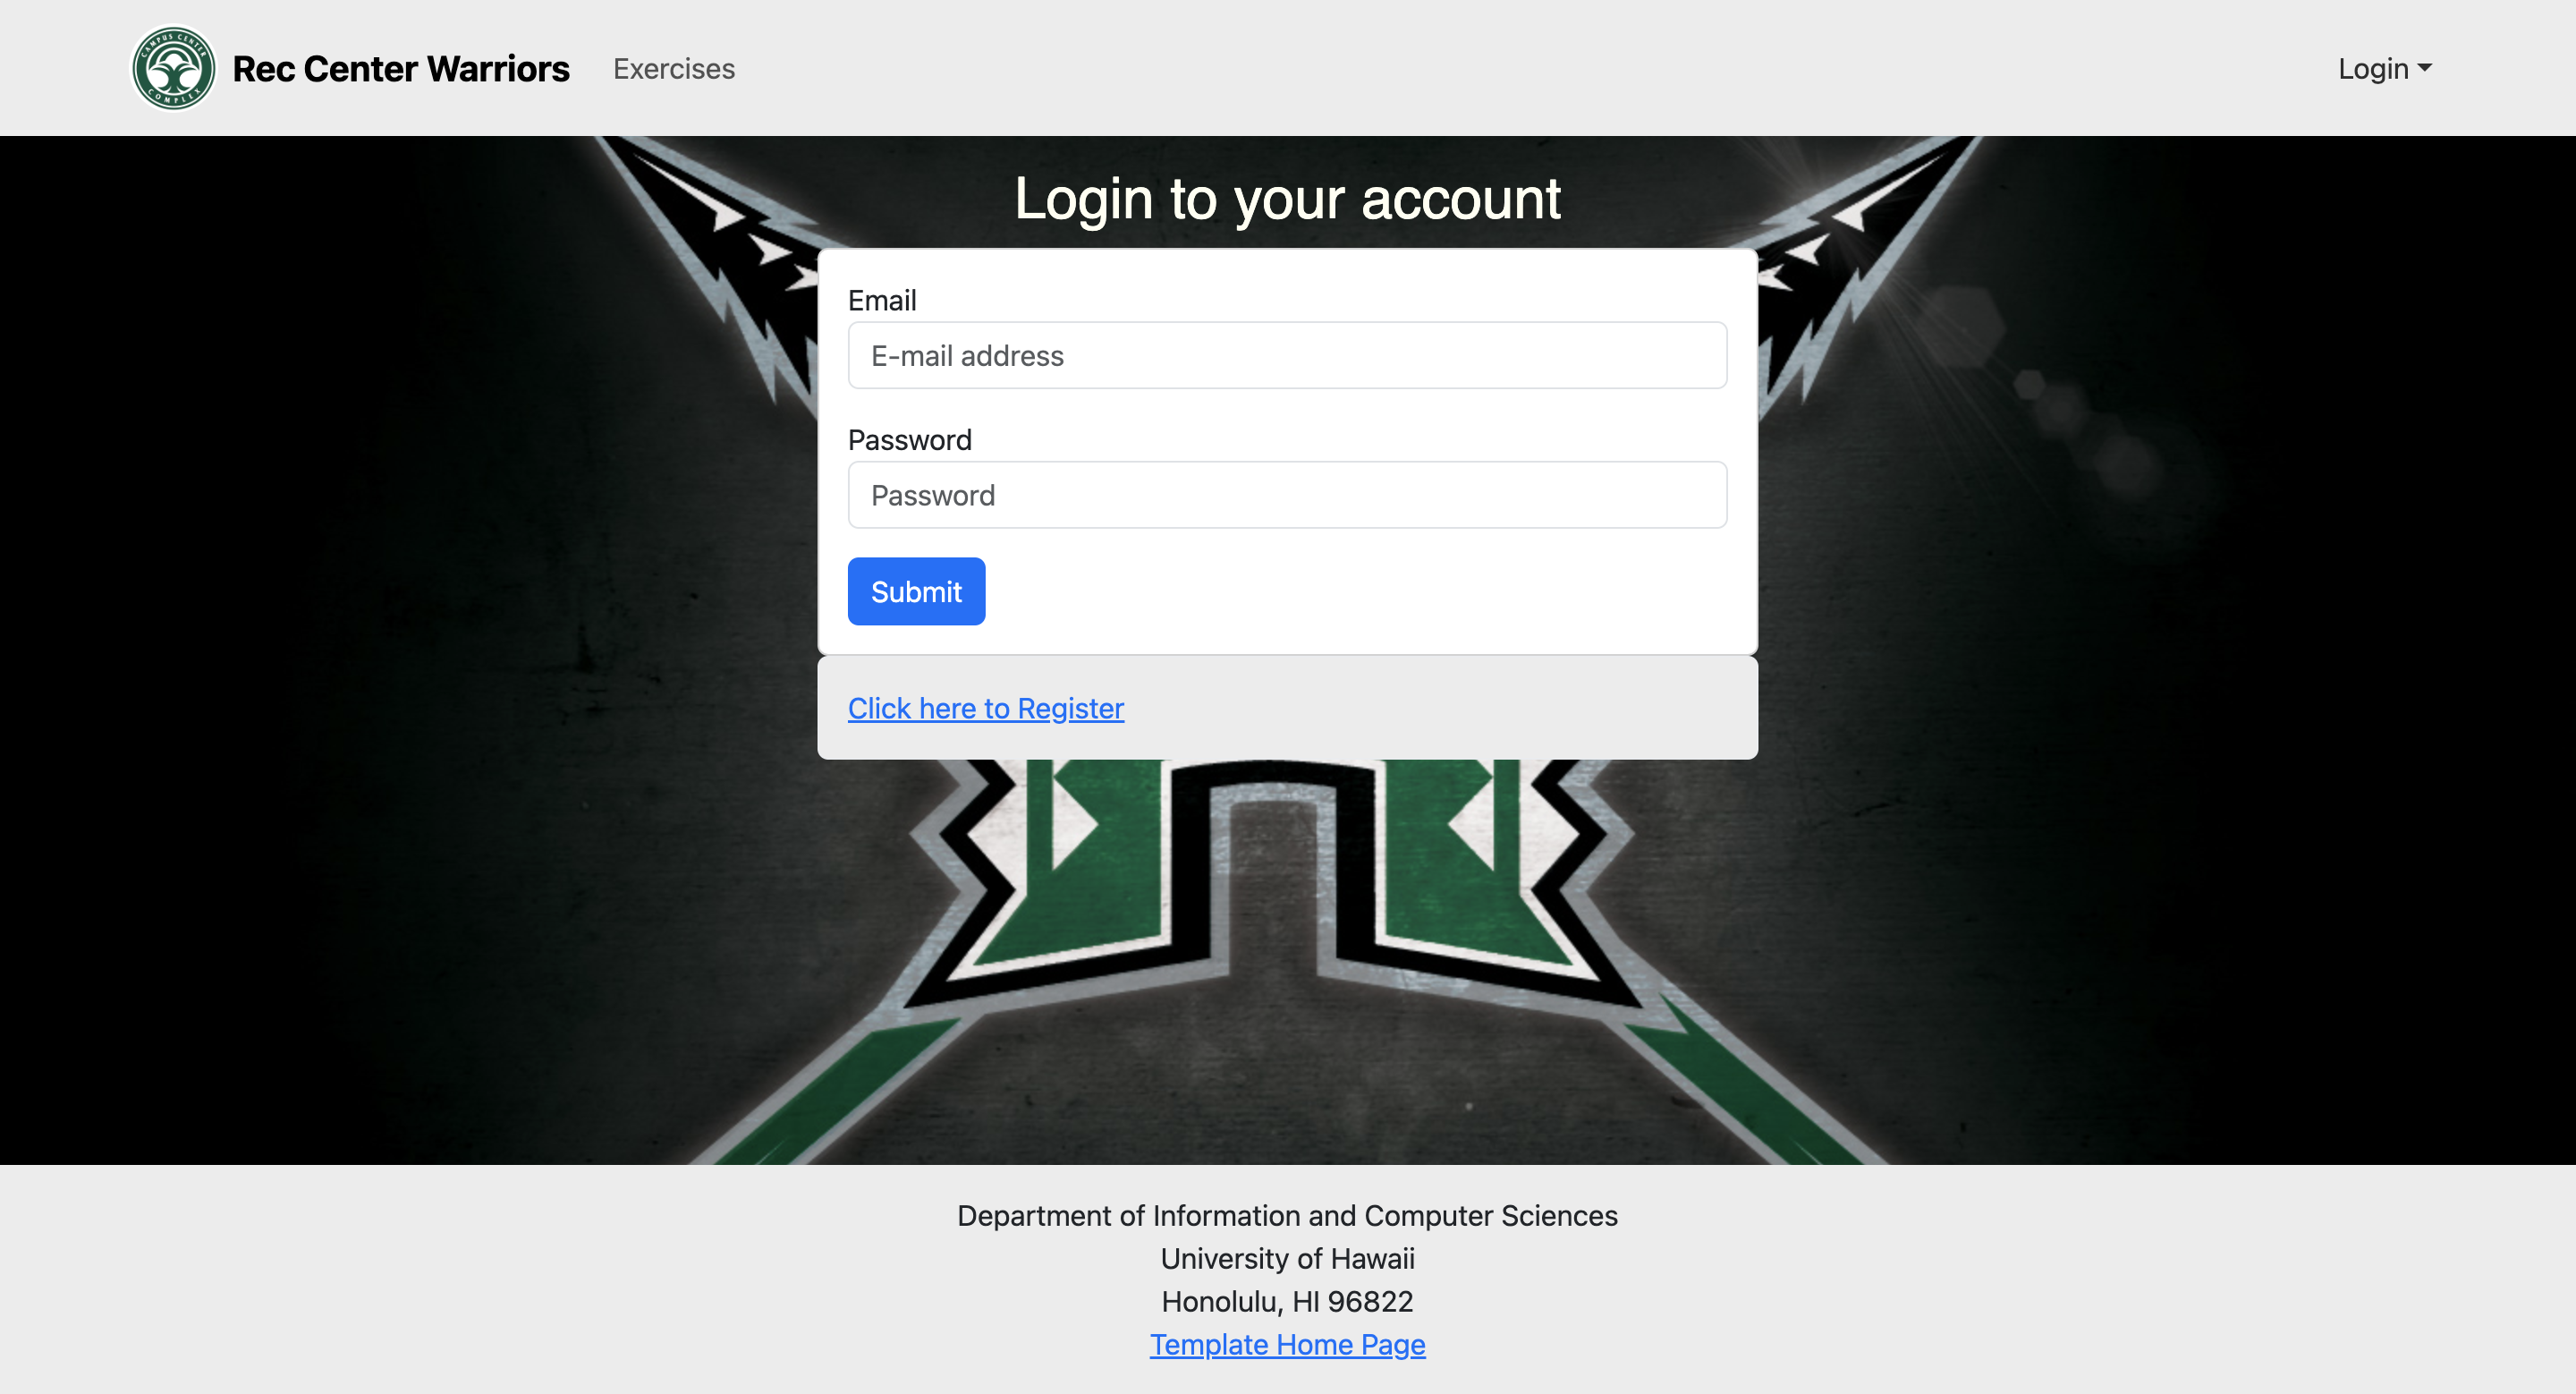 CAMPUS CENTER
COMPLEX
Rec Center Warriors
Exercises
Login
Login to your account
Email
E-mail address
Password
Password
Submit
Click here to Register
Department of Information and Computer Sciences
University of Hawaii
Honolulu, HI 96822
Template Home Page